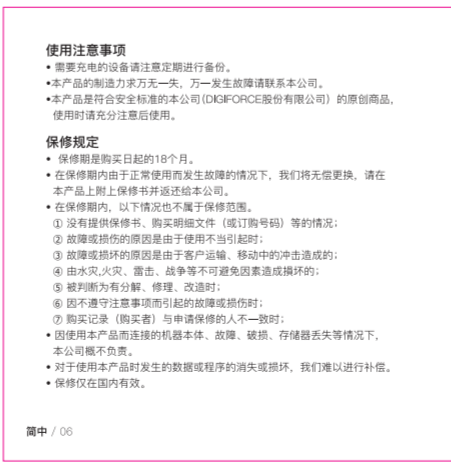 使用注意事项
• 需要充电的设备请注意定期进行备份。
•本产品的制造力求万无一失，万一发生故障请联系本公司。
•本产品是符合安全标准的本公司(DIGIFORCE股份有限公司) 的原创商品，
使用时请充分注意后使用。
保修规定
• 保修期是购买日起的18个月。
• 在保修期内由于正常使用而发生故障的情况下，我们将无偿更换，请在
本产品上附上保修书并返还给本公司。
• 在保修期内，以下情况也不属于保修范围。
① 没有提供保修书、购买明细文件（或订购号码）等的情况；
② 故障或损伤的原因是由于使用不当引起时；
③ 故障或损坏的原因是由于客户运输、移动中的冲击造成的；
④ 由水灾,火灾、雷击、战争等不可避免因素造成損坏的；
⑤ 被判断为有分解、修理、改造时；
⑥ 因不遵守注意事项而引起的故障或损伤时；
⑦ 购买记录（购买者）与申请保修的人不一致时；
• 因使用本产品而连接的机器本体、故障、破损、存储器丢失等情况下，
本公司概不负责。
• 对于使用本产品时发生的数据或程序的消失或损坏，我们难以进行补偿。
• 保修仅在国内有效。
简中 / 06